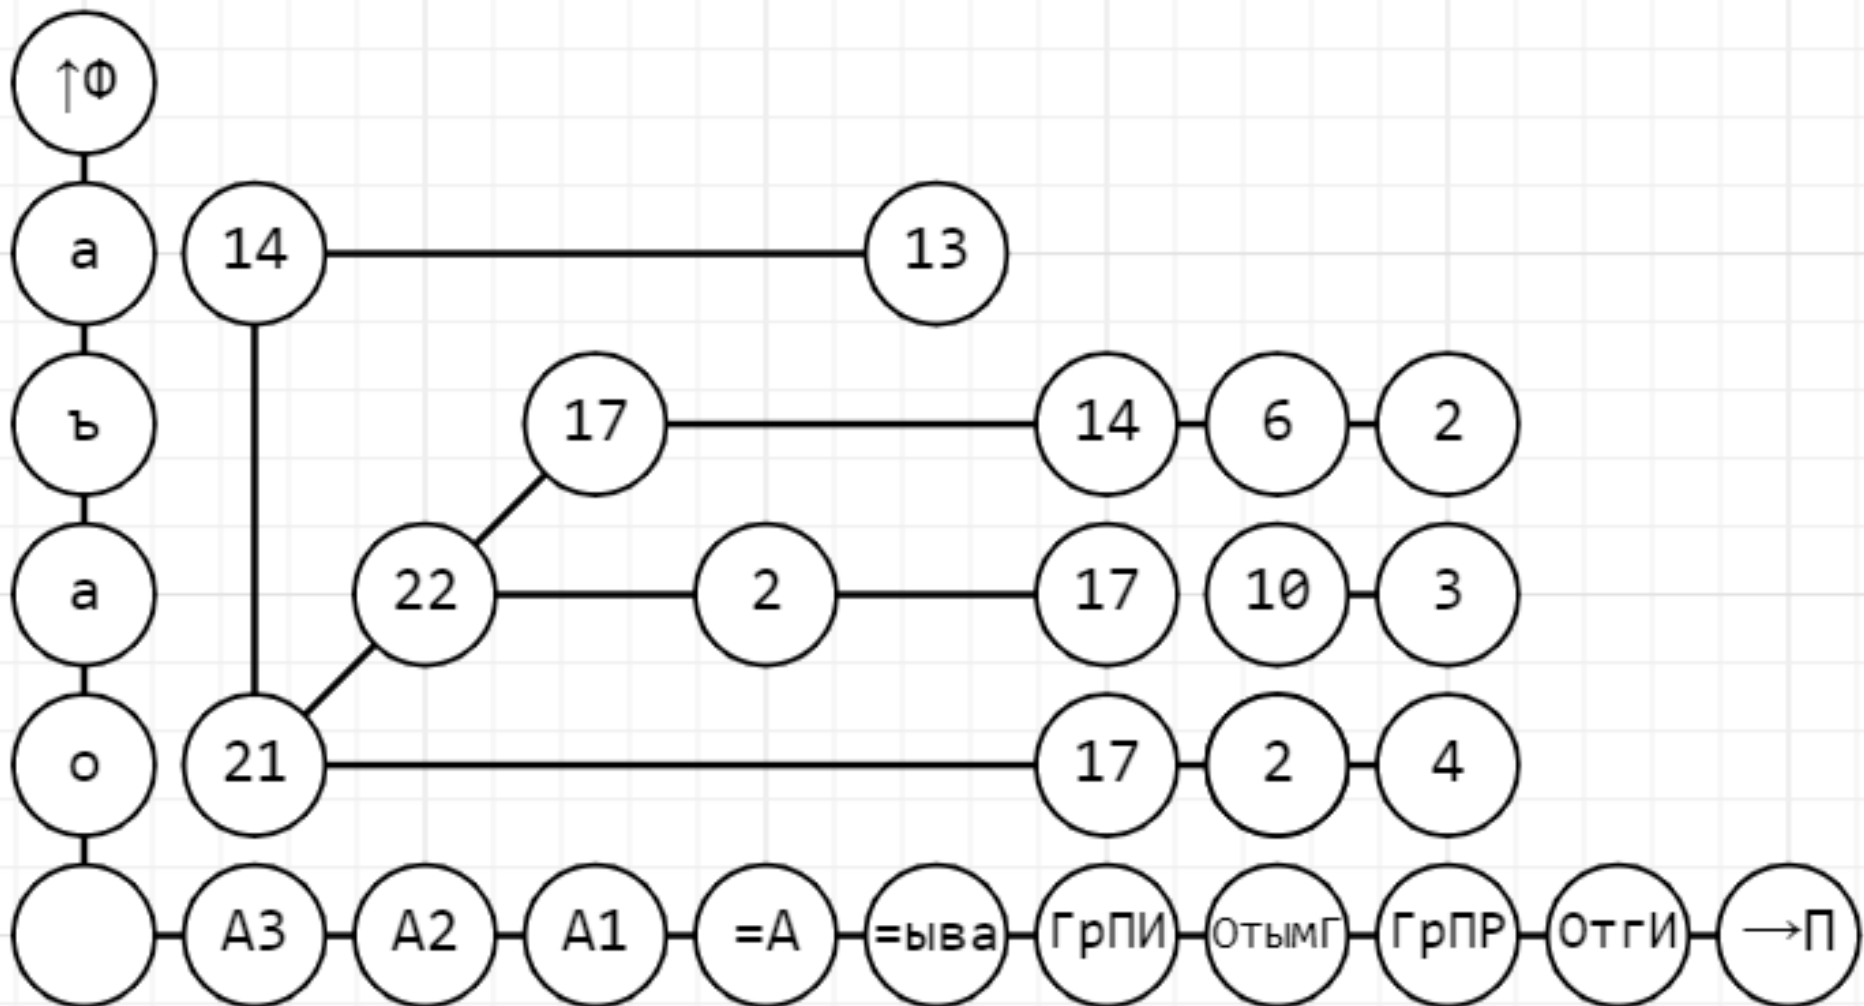 ↑Ф
а 14 13
ъ 17 14 6 2
а 22 2 17 10 3
о 21 17 2 4
А3 А2 А1 =А =ыва ГрПИ ОтымГ ГрПР ОтгИ →П